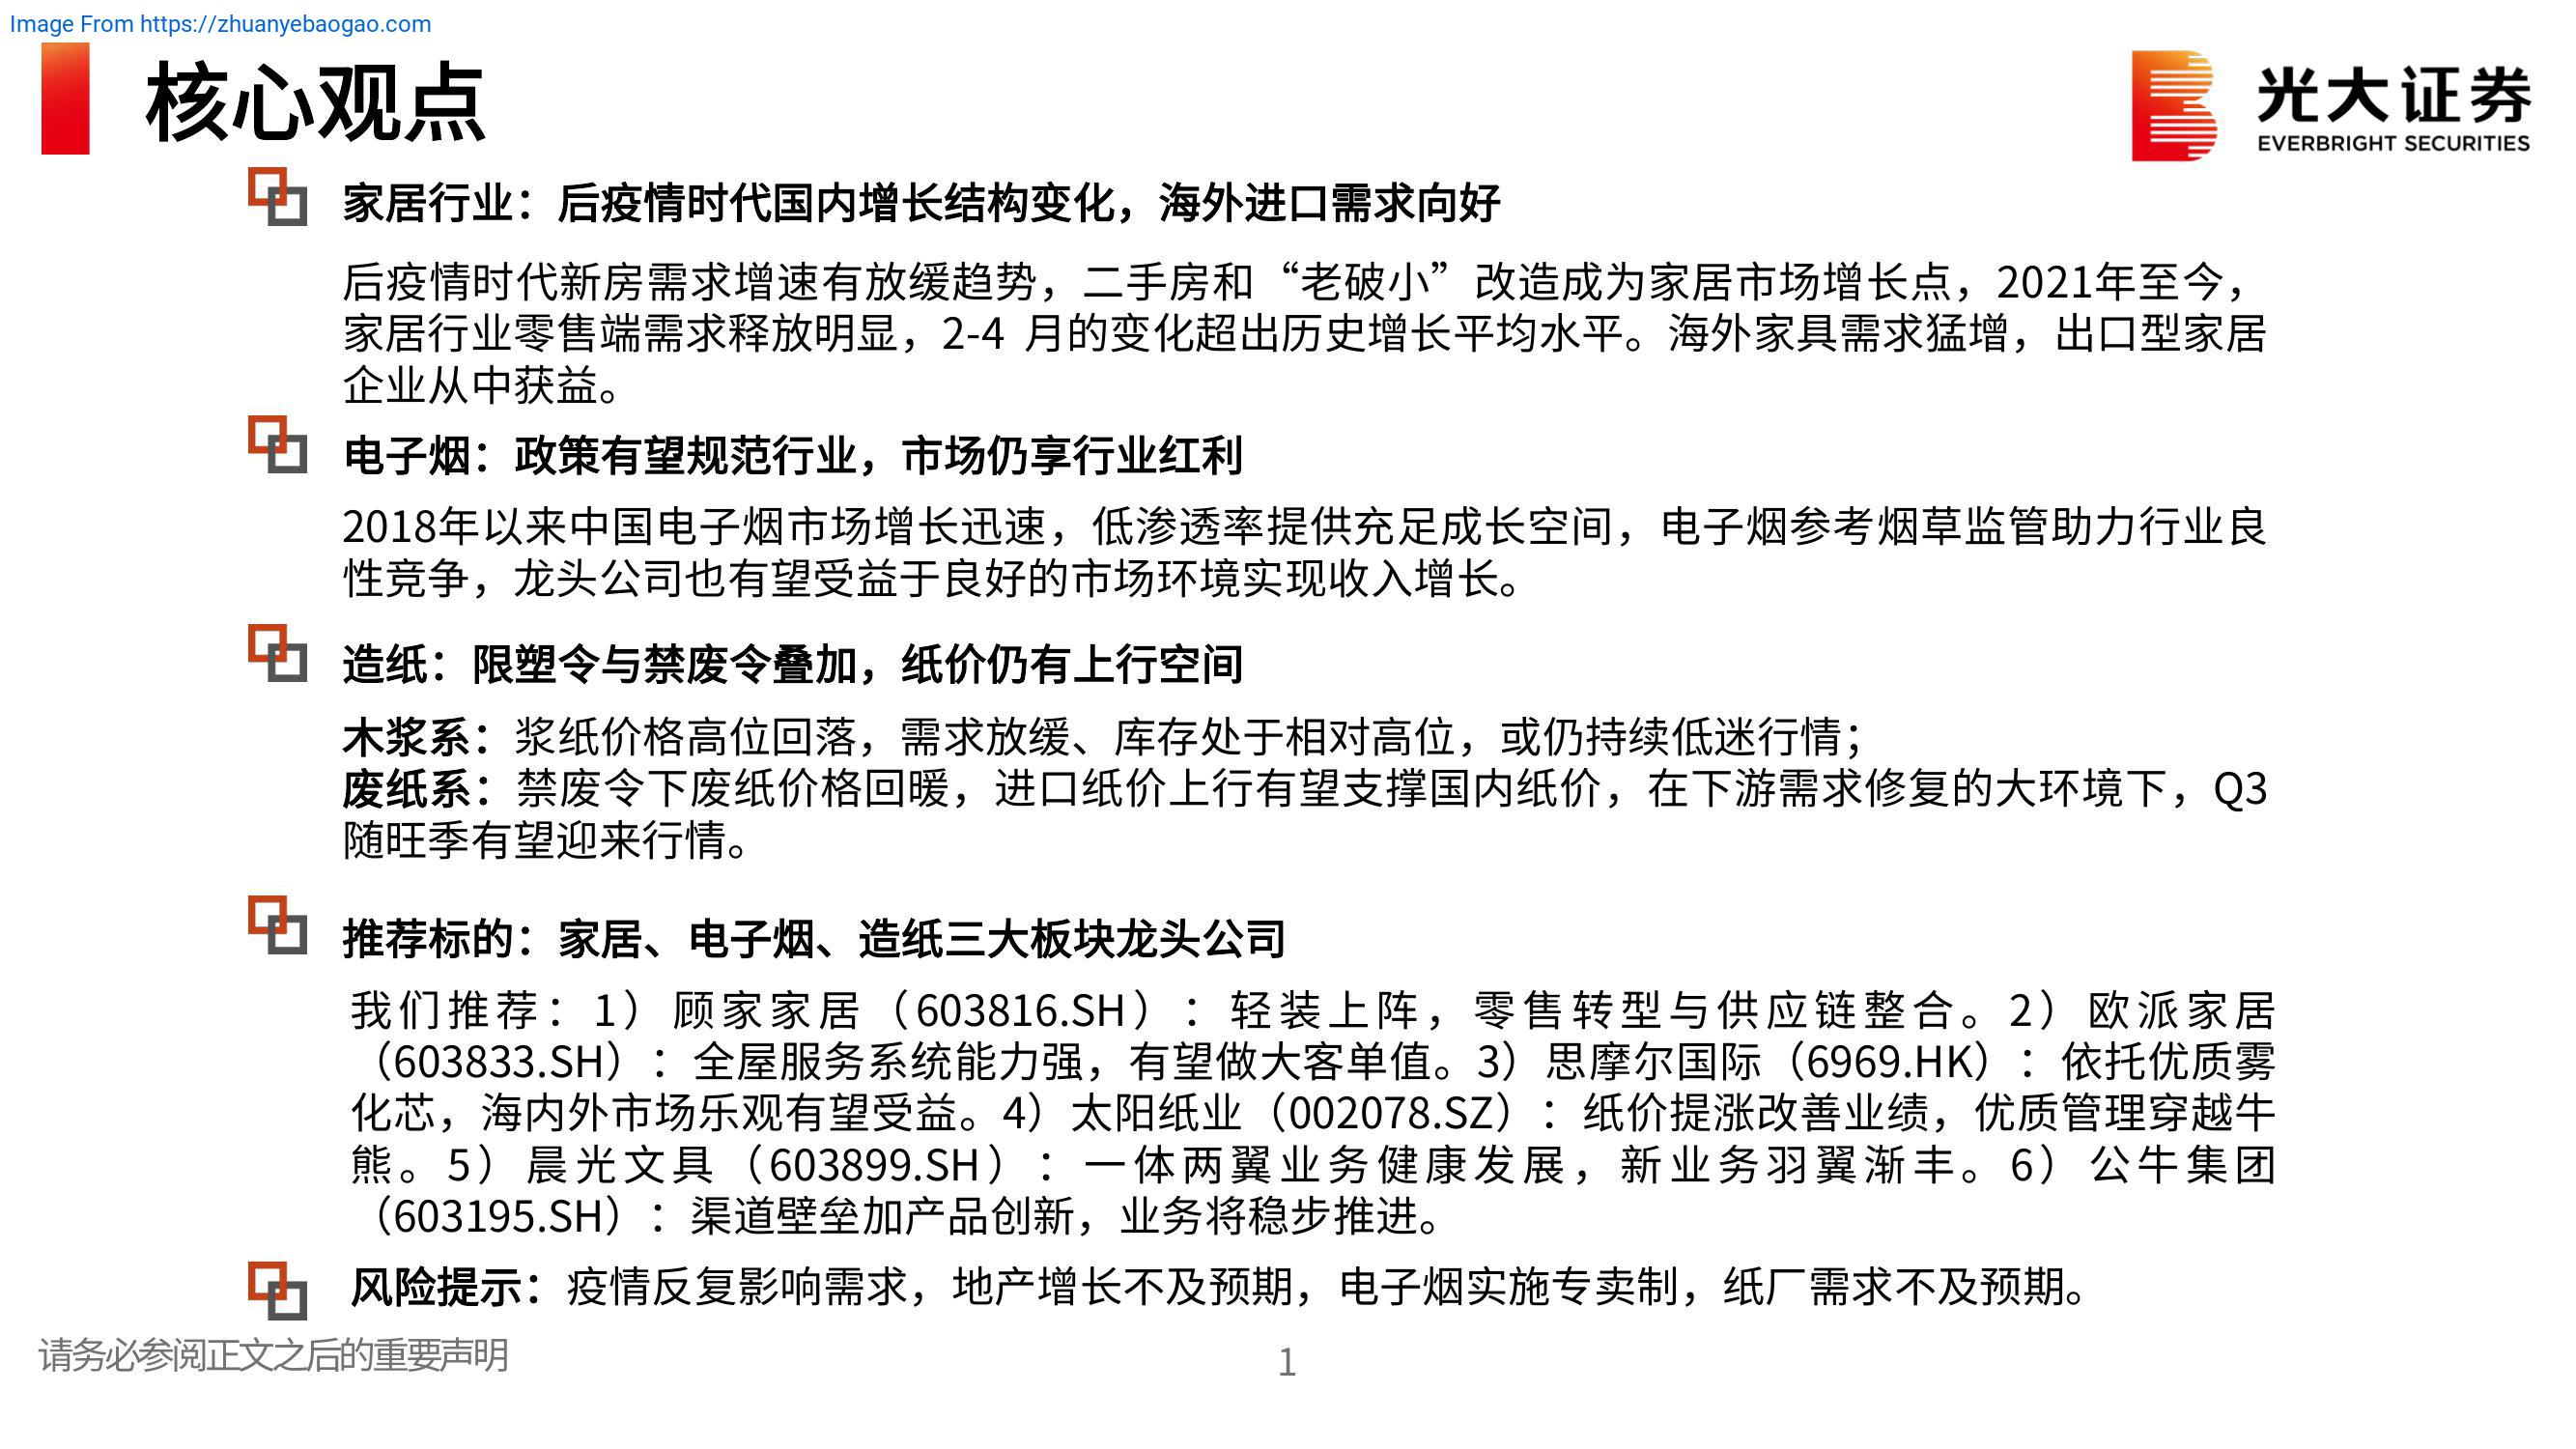 Image From https://zhuanyebaogao.com
核心观点
光大证券
EVERBRIGHT SECURITIES
家居行业：后疫情时代国内增长结构变化，海外进口需求向好
后疫情时代新房需求增速有放缓趋势，二手房和“老破小”改造成为家居市场增长点，2021年至今，
家居行业零售端需求释放明显，2-4 月的变化超出历史增长平均水平。海外家具需求猛增，出口型家居
企业从中获益。
电子烟：政策有望规范行业，市场仍享行业红利
2018年以来中国电子烟市场增长迅速，低渗透率提供充足成长空间，电子烟参考烟草监管助力行业良
性竞争，龙头公司也有望受益于良好的市场环境实现收入增长。
造纸：限塑令与禁废令叠加，纸价仍有上行空间
木浆系：浆纸价格高位回落，需求放缓、库存处于相对高位，或仍持续低迷行情；
废纸系：禁废令下废纸价格回暖，进口纸价上行有望支撑国内纸价，在下游需求修复的大环境下，Q3
随旺季有望迎来行情。
推荐标的：家居、电子烟、造纸三大板块龙头公司
我们推荐：1）顾家家居（603816.SH）：轻装上阵，零售转型与供应链整合。2）欧派家居
（603833.SH）：全屋服务系统能力强，有望做大客单值。3）思摩尔国际（6969.HK）：依托优质雾
化芯，海内外市场乐观有望受益。4）太阳纸业（002078.SZ）：纸价提涨改善业绩，优质管理穿越牛
熊。5）晨光文具（603899.SH）：一体两翼业务健康发展，新业务羽翼渐丰。6）公牛集团
（603195.SH）：渠道壁垒加产品创新，业务将稳步推进。
风险提示：疫情反复影响需求，地产增长不及预期，电子烟实施专卖制，纸厂需求不及预期。
请务必参阅正文之后的重要声明
1